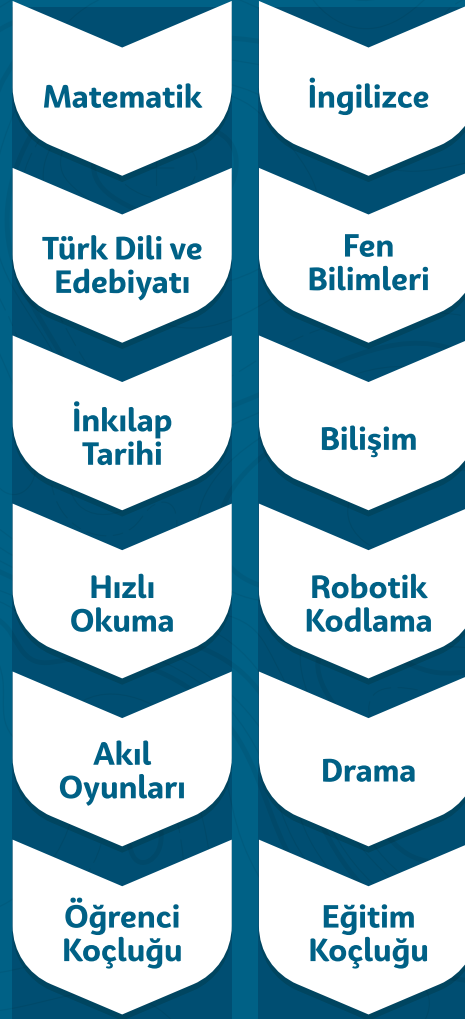 Matematik
İngilizce
Türk Dili ve
Edebiyatı
Fen
Bilimleri
İnkılap
Tarihi
Bilişim
Hızlı
Okuma
Robotik
Kodlama
Akıl
Oyunları
Drama
Öğrenci
Koçluğu
Eğitim
Koçluğu